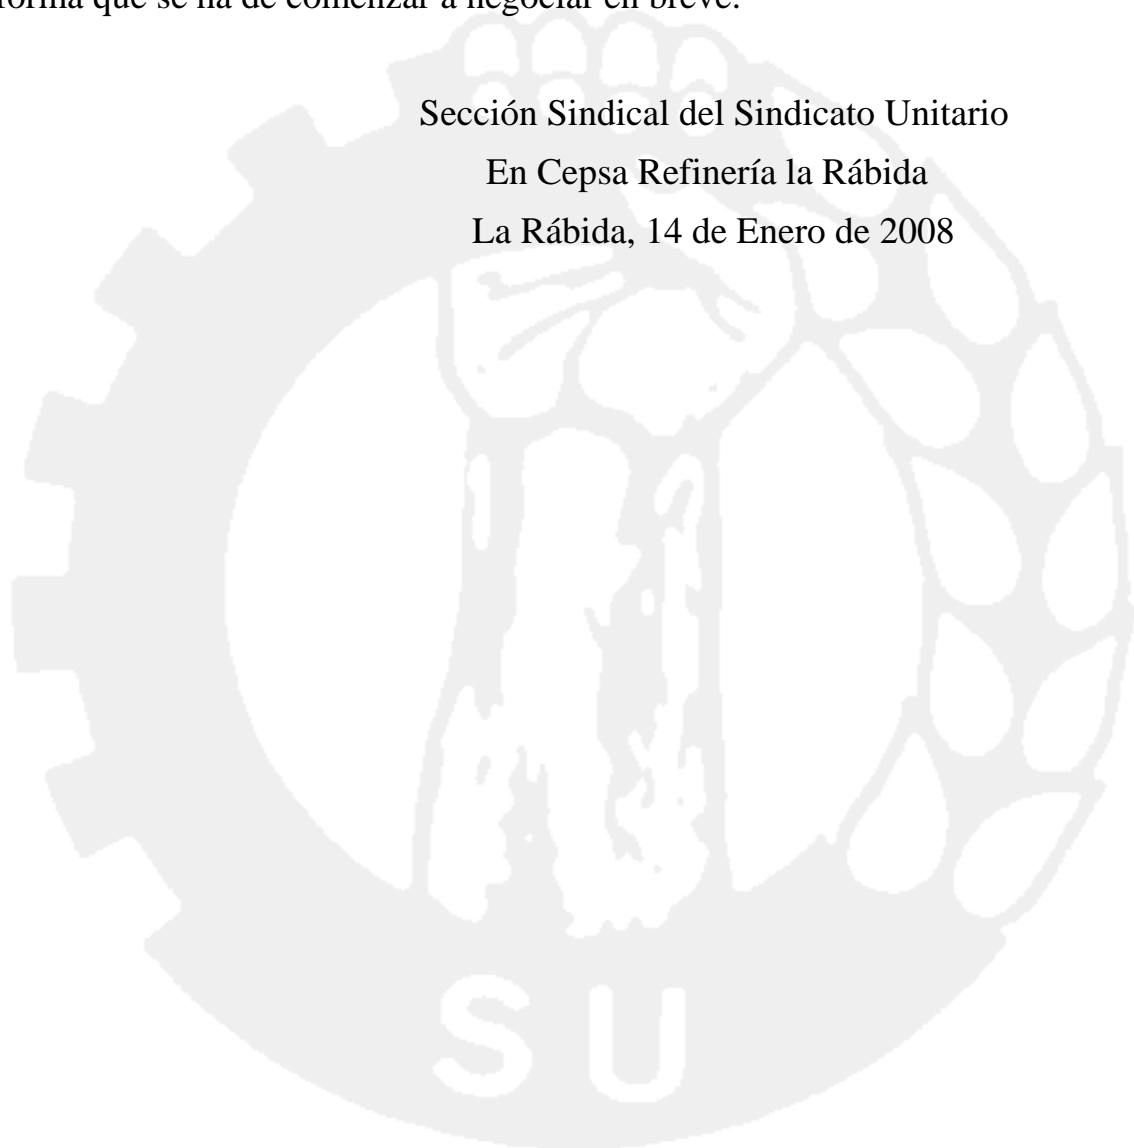 forma que se ha de comenzar a negociar en breve.
Sección Sindical del Sindicato Unitario
En Cepsa Refinería la Rábida
La Rábida, 14 de Enero de 2008
S U